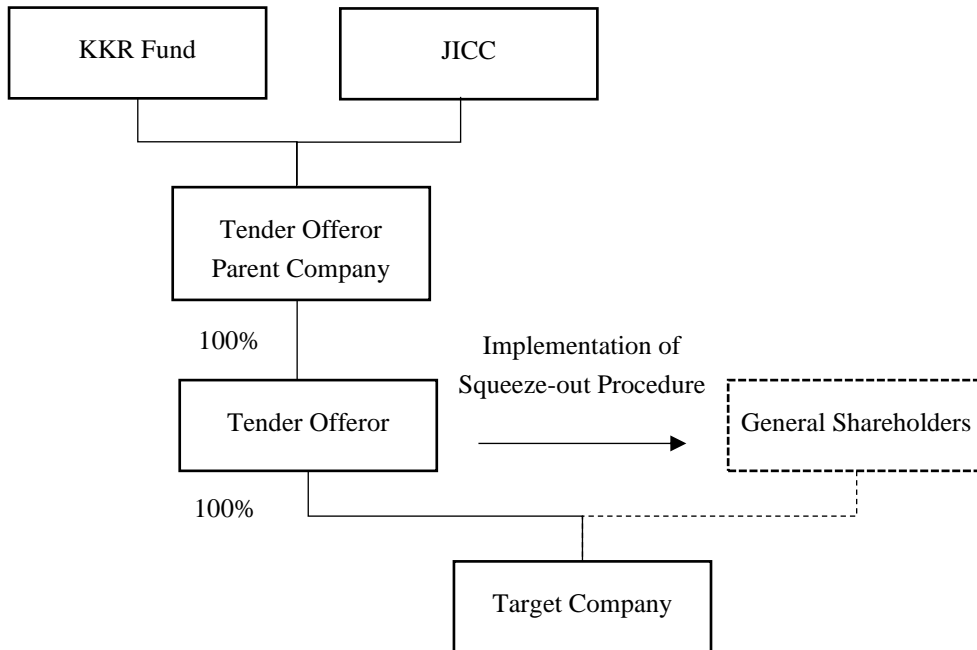 KKR Fund
JICC
Tender Offeror
Parent Company
100%
Implementation of
Squeeze-out Procedure
Tender Offeror
General Shareholders
100%
Target Company